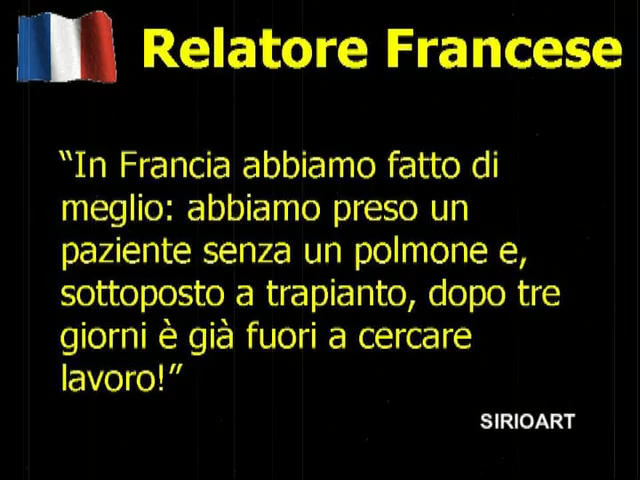 Relatore Francese
“In Francia abbiamo fatto di
meglio: abbiamo preso un
paziente senza un polmone e,
sottoposto a trapianto, dopo tre
giorni è già fuori a cercare
lavoro!”
SIRIOART